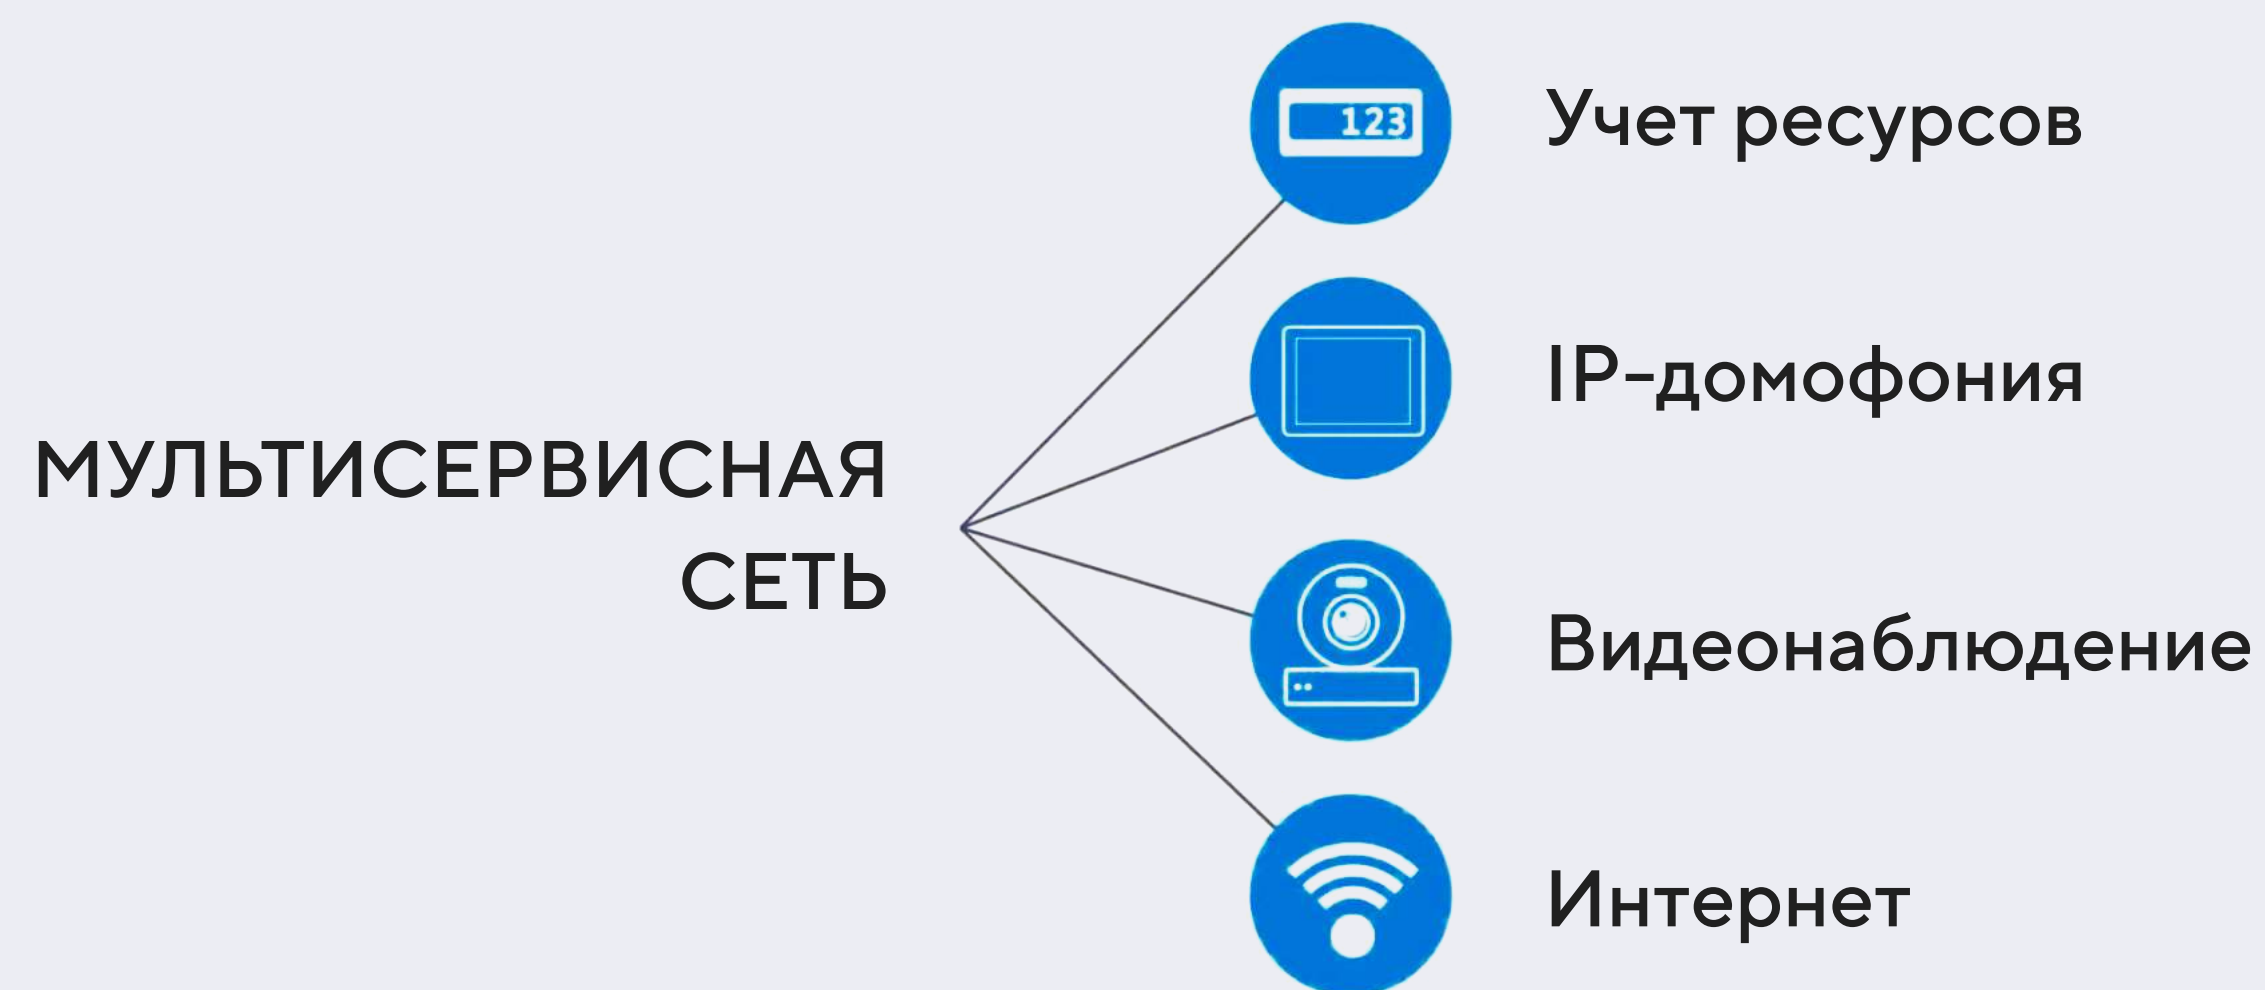 123
Учет ресурсов
IP-домофония
МУЛЬТИСЕРВИСНАЯ
СЕТЬ
Видеонаблюдение
Интернет